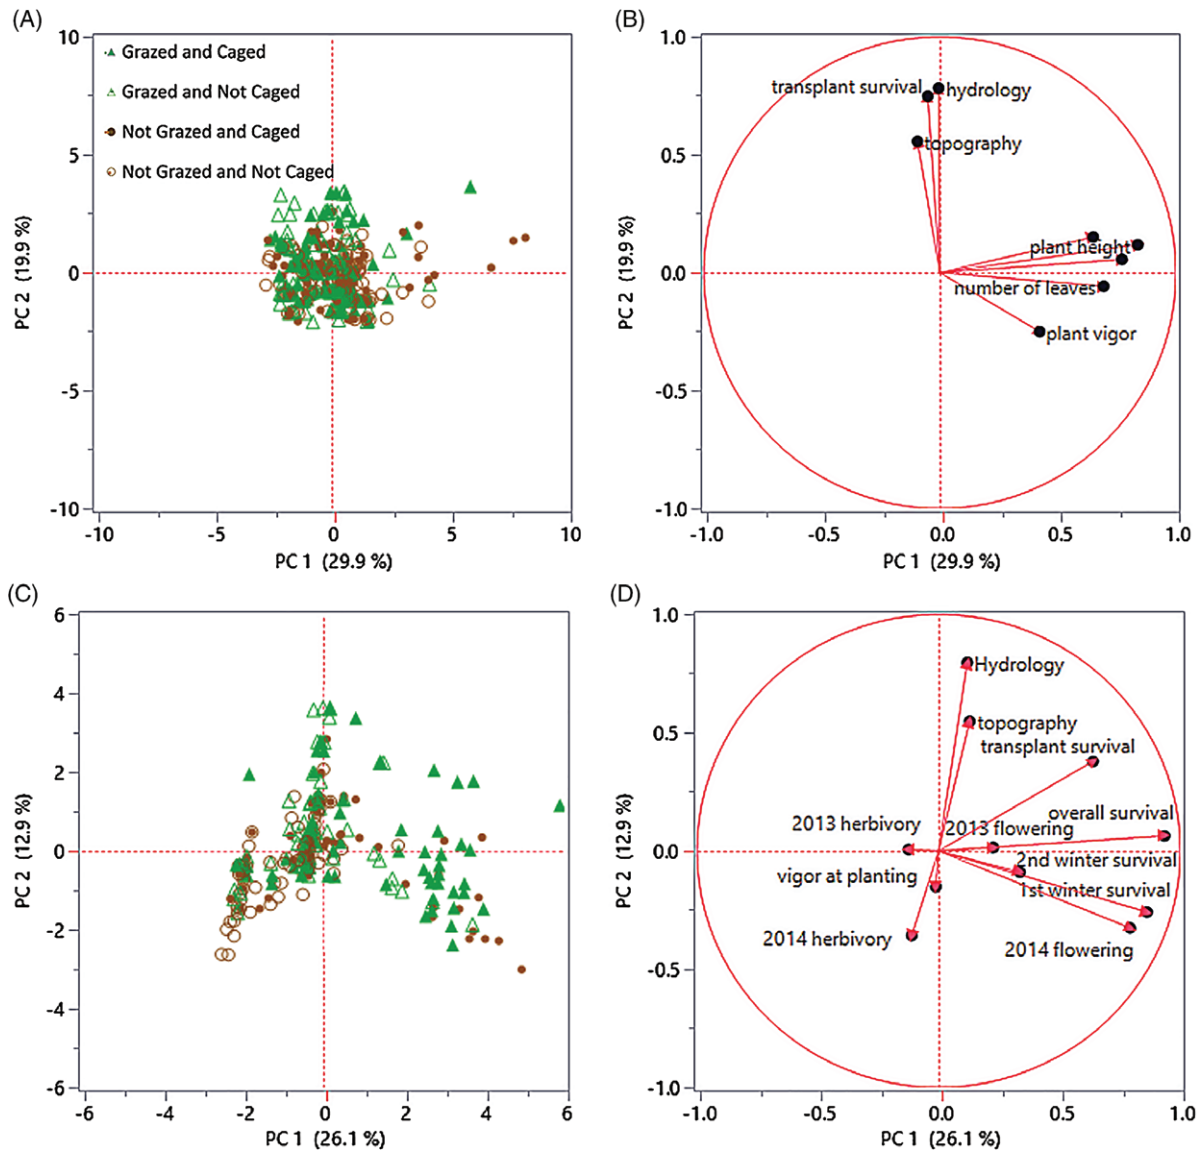 (A)
10
5
0
-5
-10
PC 2 (19.9 %)
Grazed and Caged
Grazed and Not Caged
Not Grazed and Caged
Not Grazed and Not Caged
-10 -5 0 5 10
PC 1 (29.9 %)
(B)
1.0
0.5
0.0
-0.5
-1.0
PC 2 (19.9 %)
transplant survival
hydrology
topography
plant height
number of leaves
plant vigor
-1.0 -0.5 0.0 0.5 1.0
PC 1 (29.9 %)
(C)
6
4
2
0
-2
-4
-6
PC 2 (12.9 %)
-6 -4 -2 0 2 4 6
PC 1 (26.1 %)
(D)
1.0
0.5
0.0
-0.5
-1.0
PC 2 (12.9 %)
Hydrology
topography
transplant survival
overall survival
2013 herbivory
2013 flowering
2nd winter survival
vigor at planting
1st winter survival
2014 herbivory
2014 flowering
-1.0 -0.5 0.0 0.5 1.0
PC 1 (26.1 %)